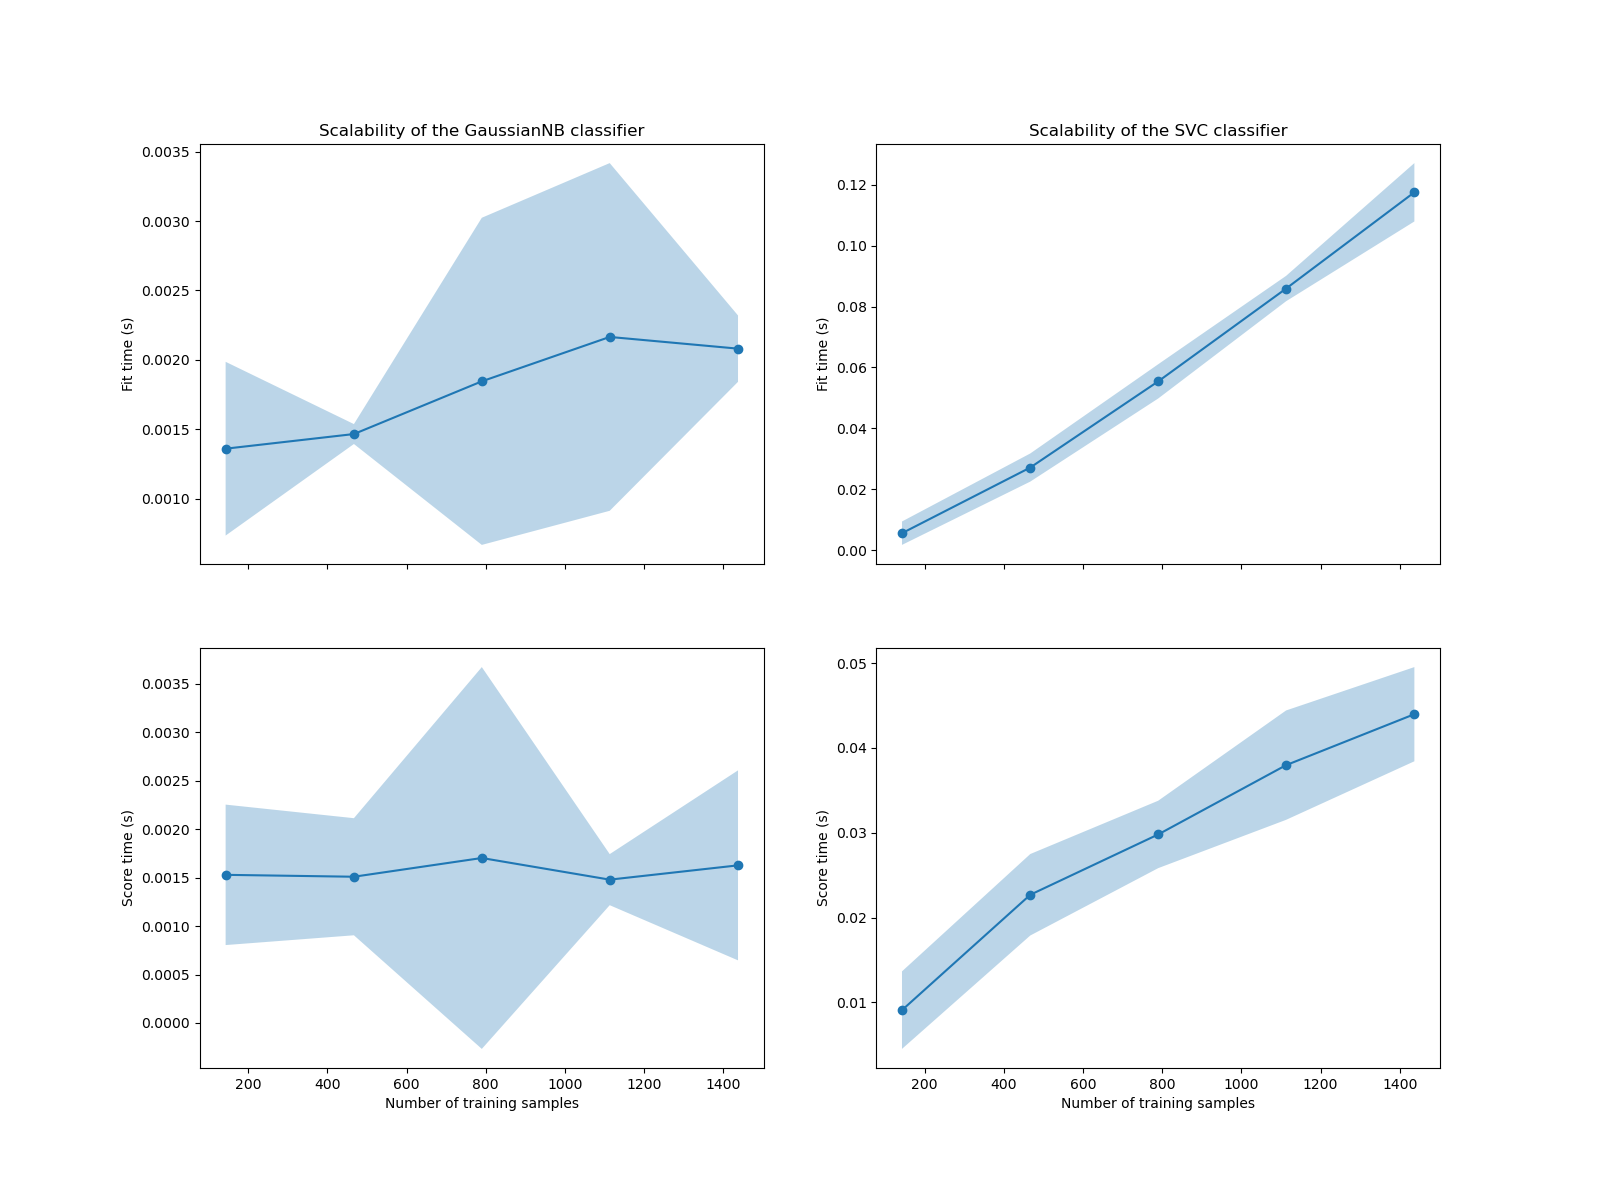 Scalability of the GaussianNB classifier
0.0035
0.0030
0.0025
0.0020
0.0015
0.0010
Fit time (s)
Scalability of the SVC classifier
0.12
0.10
0.08
0.06
0.04
0.02
0.00
Fit time (s)
0.0035
0.0030
0.0025
0.0020
0.0015
0.0010
0.0005
0.0000
Score time (s)
200 400 600 800 1000 1200 1400
Number of training samples
0.05
0.04
0.03
0.02
0.01
Score time (s)
200 400 600 800 1000 1200 1400
Number of training samples